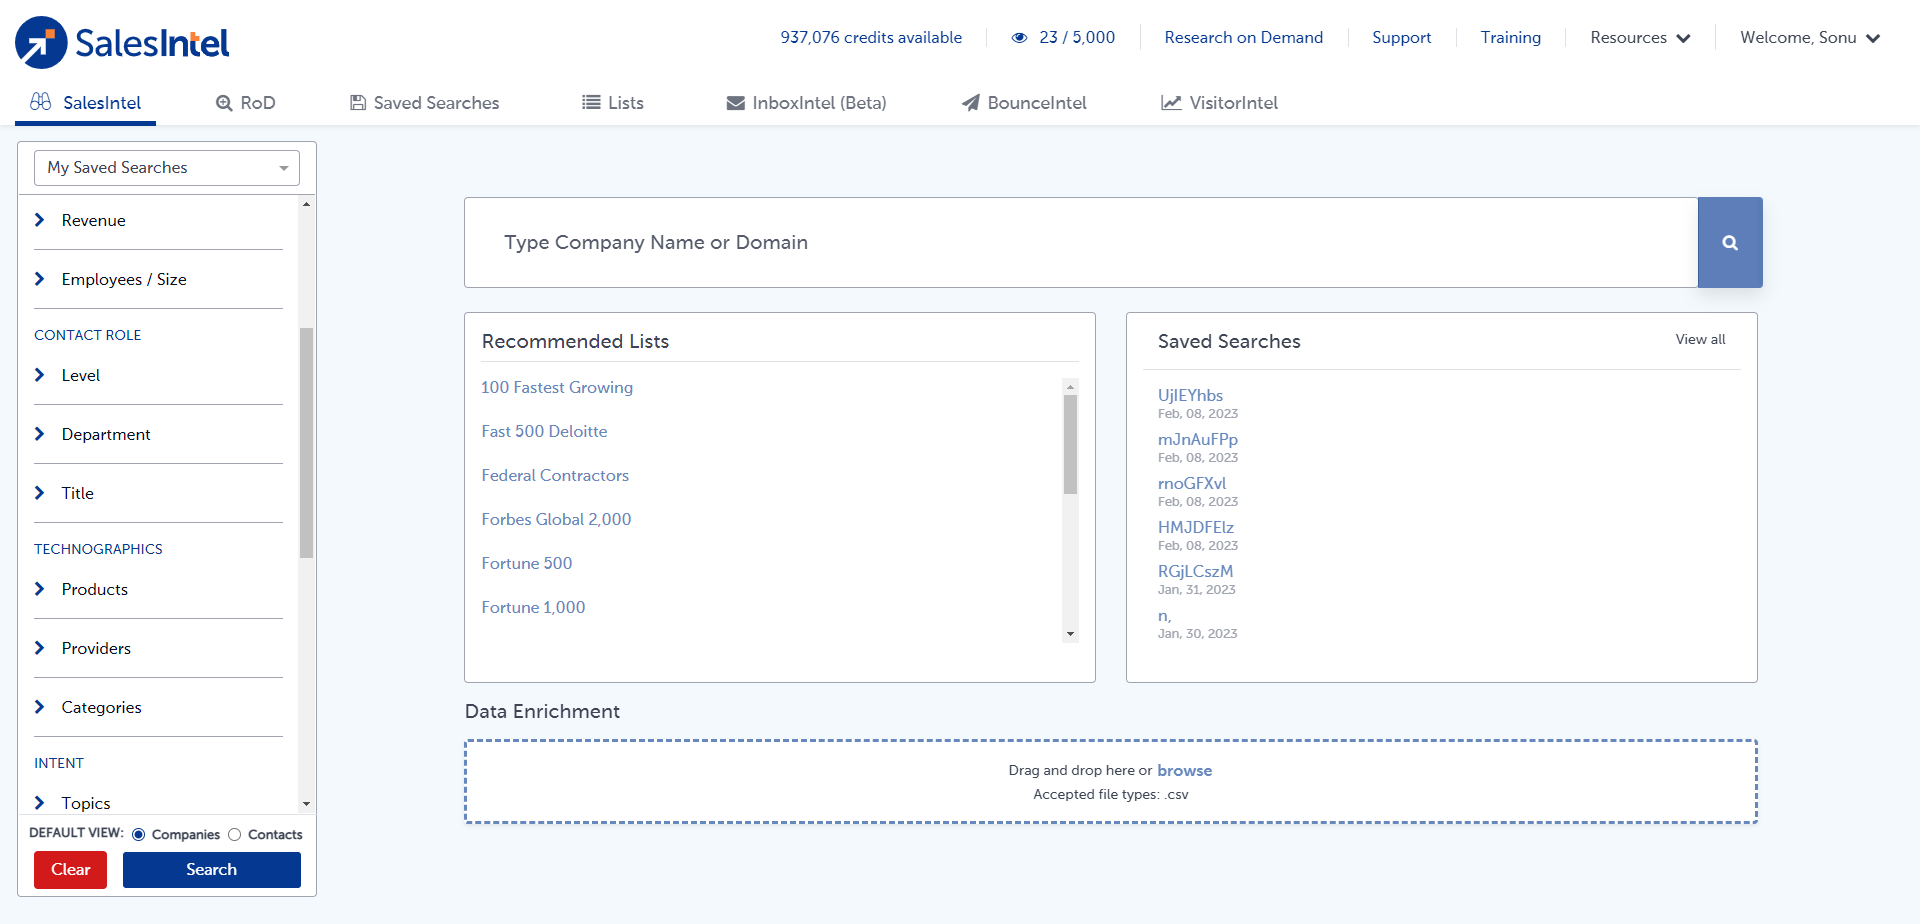 SalesIntel
937,076 credits available
23 / 5,000
Research on Demand
Support
Training
Resources
Welcome, Sonu
SalesIntel
RoD
Saved Searches
Lists
InboxIntel (Beta)
BounceIntel
VisitorIntel
My Saved Searches
Revenue
Employees / Size
CONTACT ROLE
Level
Department
Title
TECHNOGRAPHICS
Products
Providers
Categories
INTENT
Topics
DEFAULT VIEW: Companies Contacts
Clear
Search
Type Company Name or Domain
Recommended Lists
100 Fastest Growing
Fast 500 Deloitte
Federal Contractors
Forbes Global 2,000
Fortune 500
Fortune 1,000
Saved Searches
View all
UjIEYhbs
Feb, 08, 2023
mJnAuFPp
Feb, 08, 2023
rnoGFXvl
Feb, 08, 2023
HMJDFElz
Feb, 08, 2023
RGjLCszM
Jan, 31, 2023
n,
Jan, 30, 2023
Data Enrichment
Drag and drop here or browse
Accepted file types: .csv